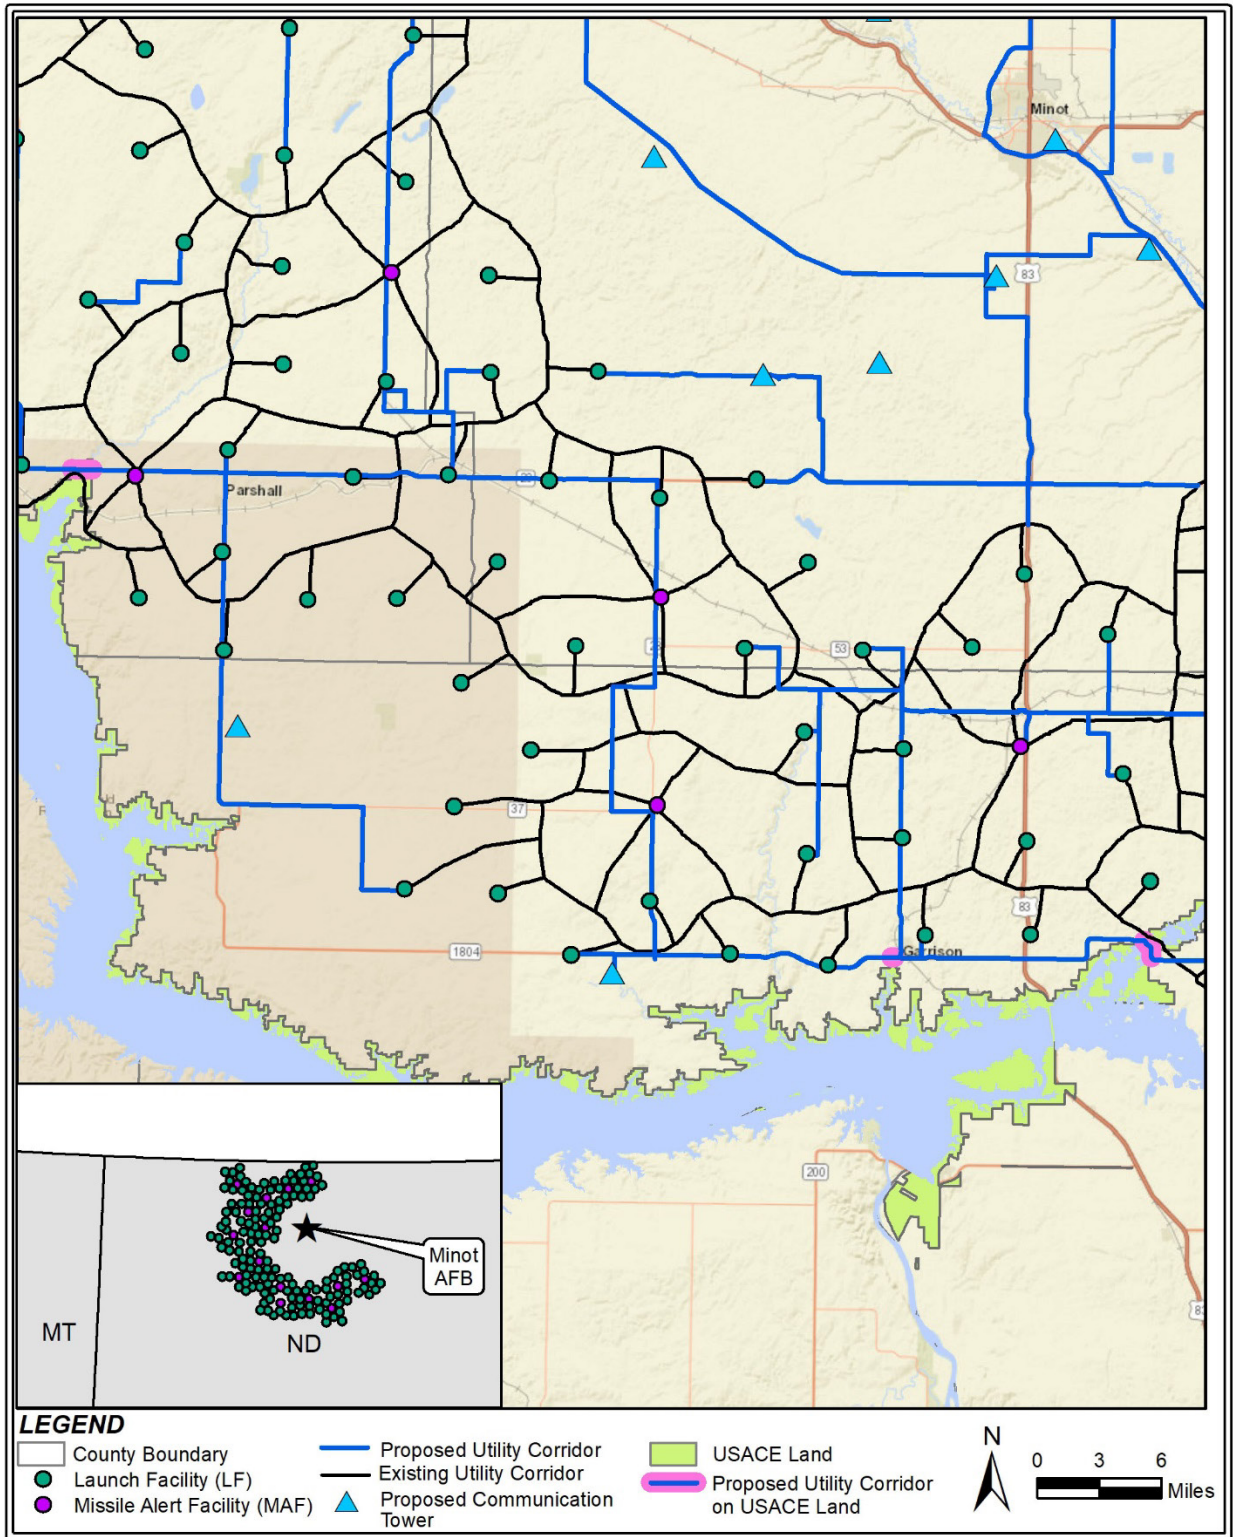 Minot
83
Parshall
23
23
53
37
83
1804
Garrison
200
83
Minot
AFB
MT
ND
LEGEND
County Boundary
Launch Facility (LF)
Missile Alert Facility (MAF)
Proposed Utility Corridor
Existing Utility Corridor
Proposed Communication
Tower
USACE Land
Proposed Utility Corridor
on USACE Land
N
0 3 6
Miles